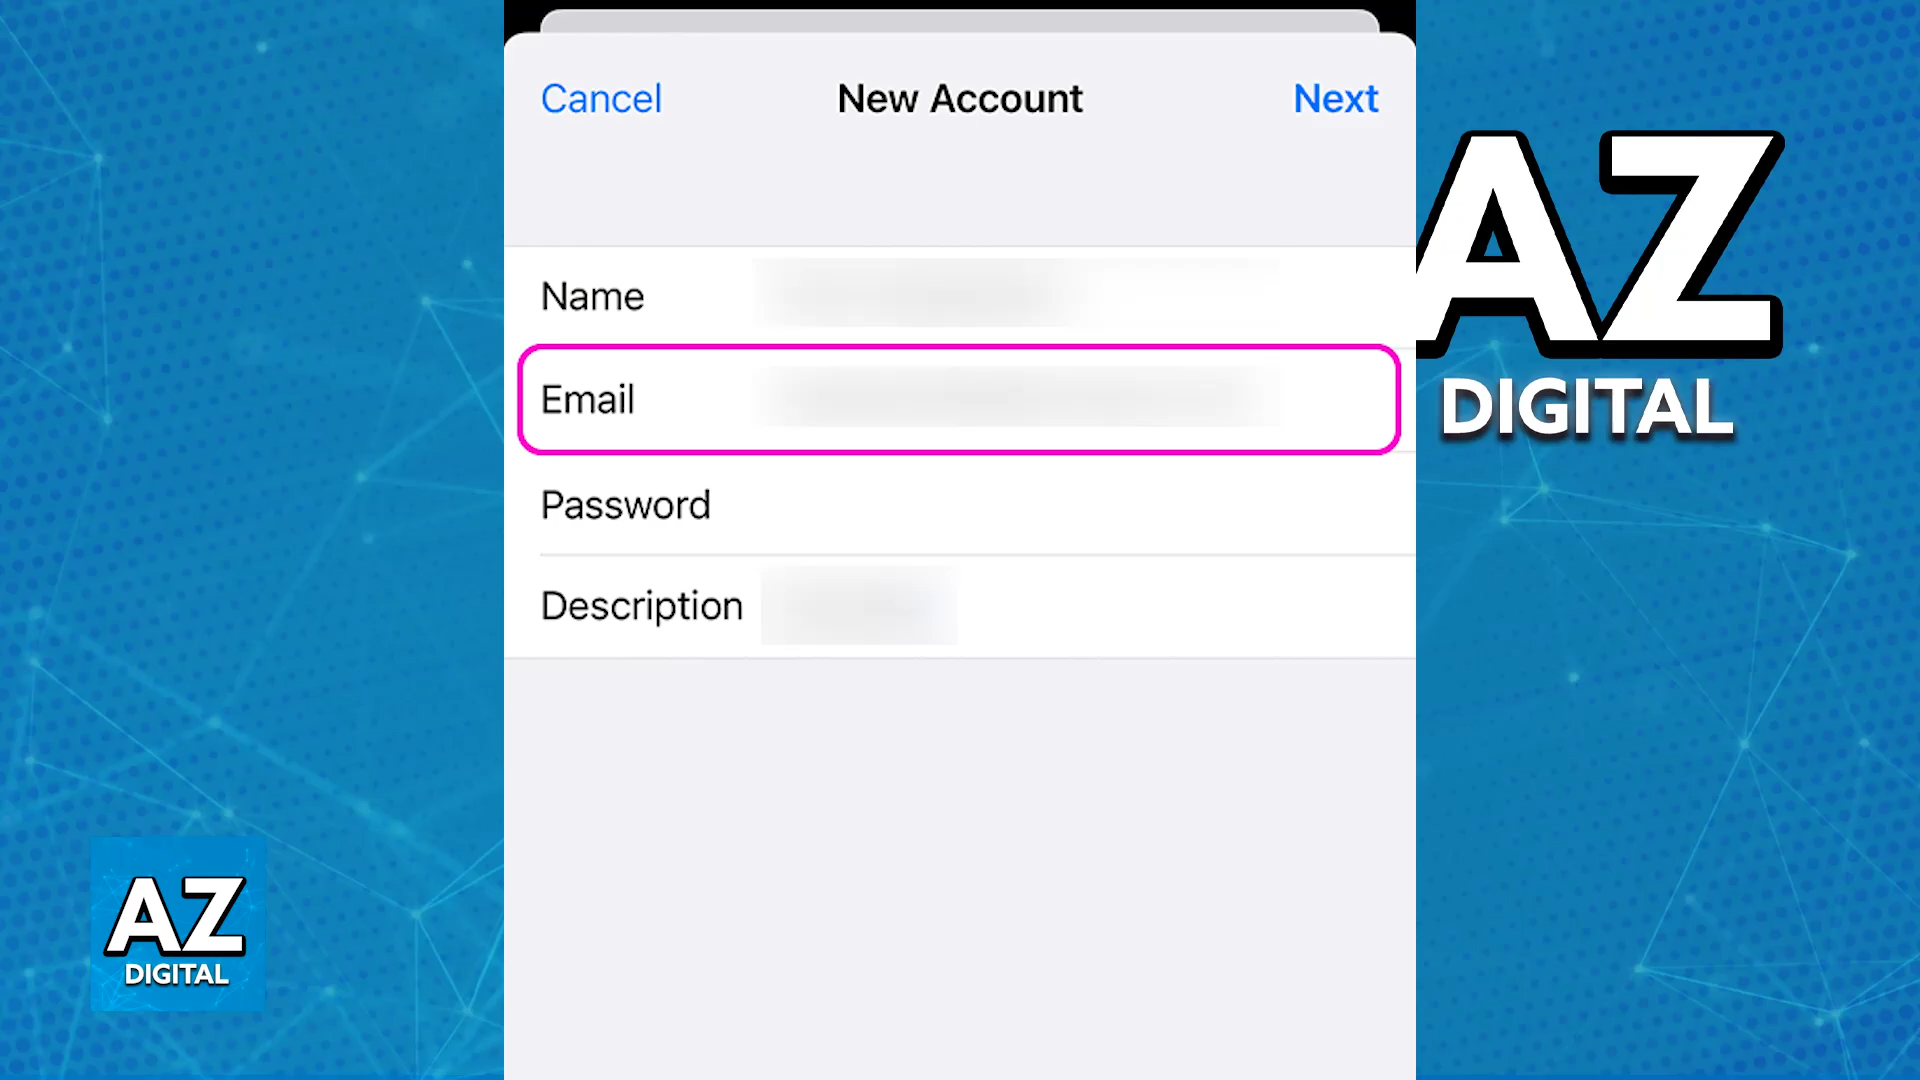 Cancel New Account Next
Name
Email
Password
Description
AZ
DIGITAL
AZ
DIGITAL